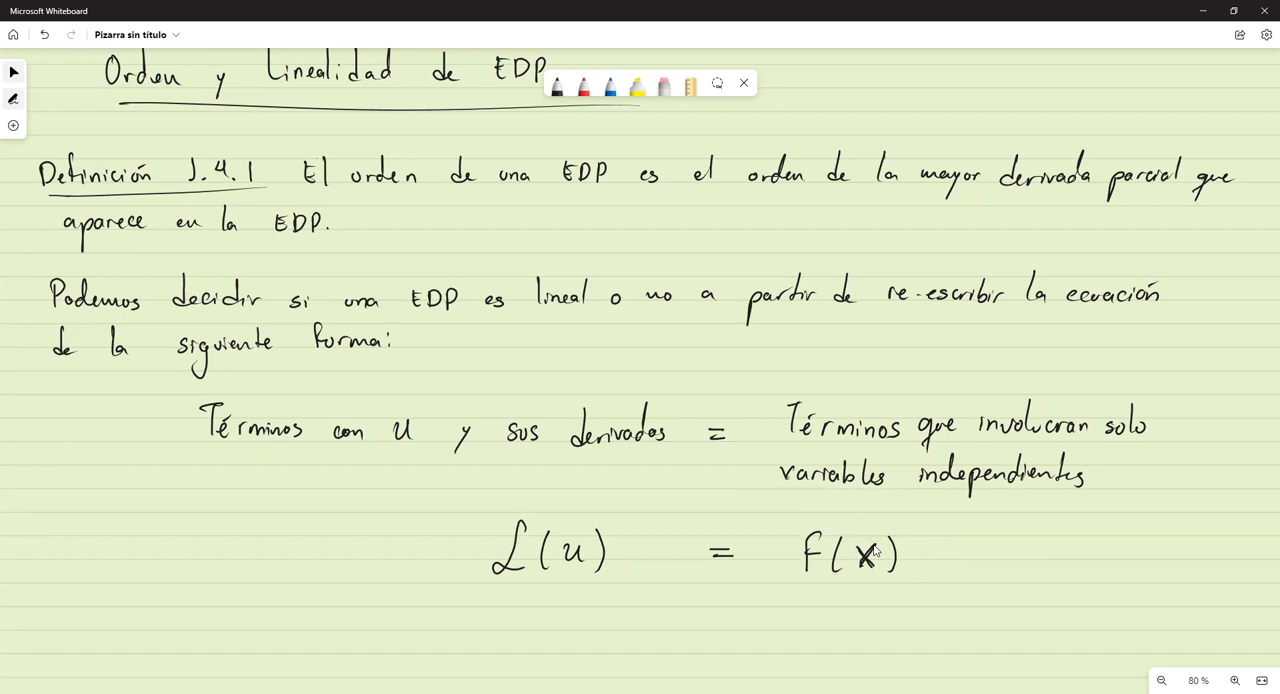 Microsoft Whiteboard
Pizarra sin título
Orden y linealidad de EDP
Definición 1.4.1 El orden de una EDP es el orden de la mayor derivada parcial que
aparece en la EDP.
Podemos decidir si una EDP es lineal o no a partir de re-escribir la ecuación
de la siguiente forma:
Términos con u y sus derivadas = Términos que involucran solo
variables independientes
ℒ(u) = f(x)
80 %